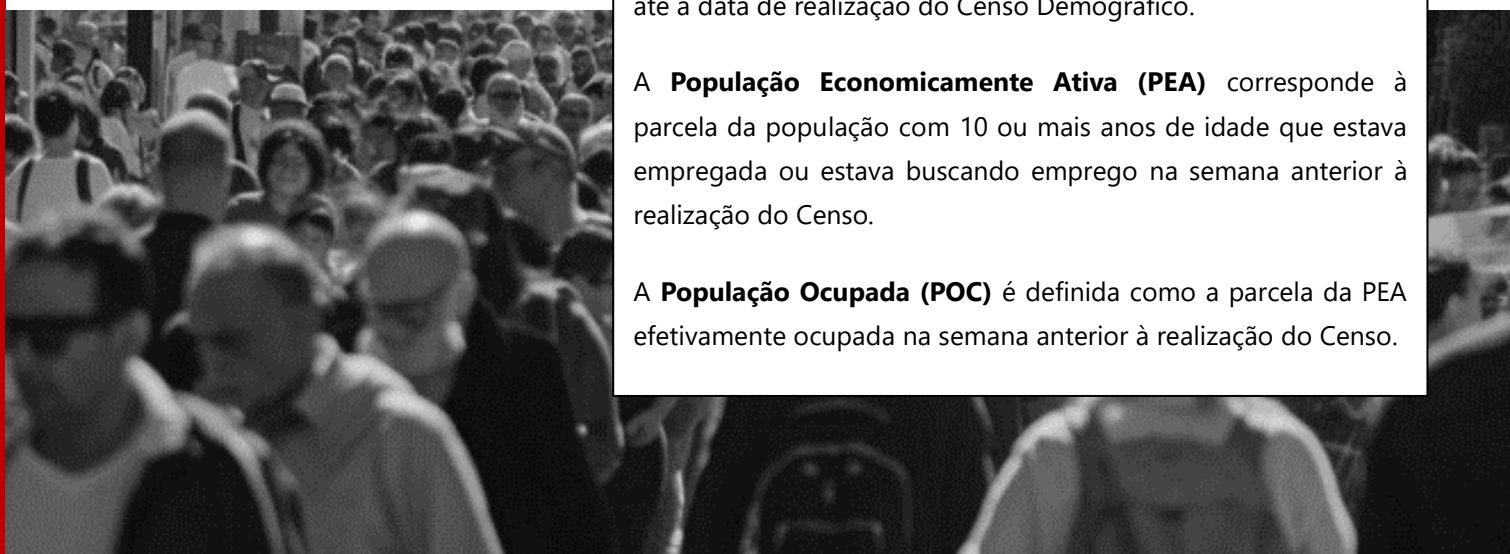 até a data de realização do Censo Demográfico.
A População Economicamente Ativa (PEA) corresponde à
parcela da população com 10 ou mais anos de idade que estava
empregada ou estava buscando emprego na semana anterior à
realização do Censo.
A População Ocupada (POC) é definida como a parcela da PEA
efetivamente ocupada na semana anterior à realização do Censo.